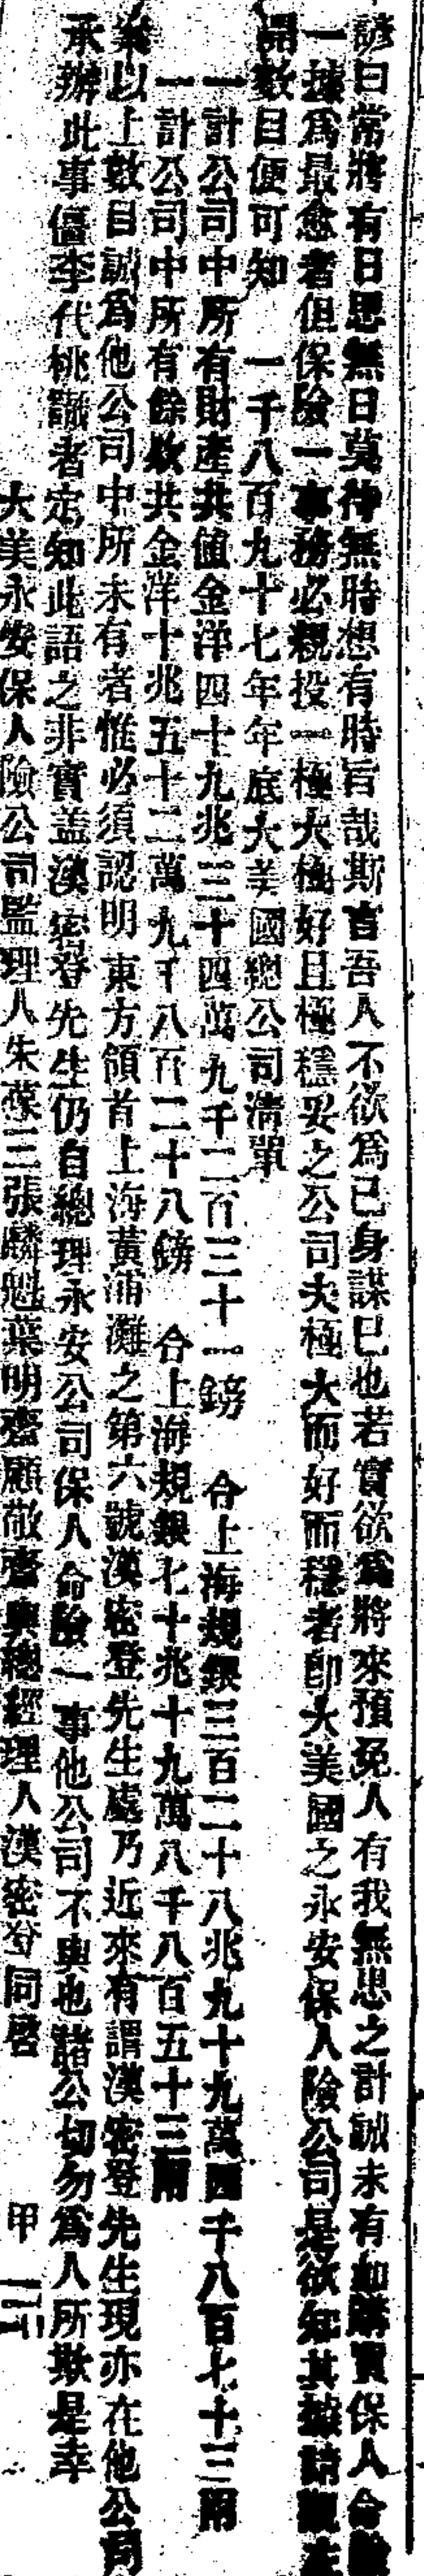 諺曰常將有日思無日莫待無時想有時旨哉斯言吾人不欲爲已身謀已也若實欲爲將來預免人有我無思之計誠未有如購買保人命險
一據爲最愈者但保險一事務必親投一極大極好且極穩妥之公司夫極大而好而穩者卽大美國之永安保人險公司是欲知其據請觀左
開數目便可知　一千八百九十七年年底大美國總公司淸單
一計公司中所有財產共値金洋四十九兆三十四萬九千二百三十一鎊　合上海規銀三百二十八兆九十九萬四千八百七十三兩
一計公司中所有餘欵共金洋十兆五十二萬九千八百二十八鎊　合上海規銀七十兆十九萬八千八百五十三兩
案以上數目誠爲他公司中所未有者惟必須認明東方領首上海黃浦灘之第六號漢密登先生處乃近來有謂漢密登先生現亦在他公司
承辦此事僵李代桃識者定知此語之非實蓋漢密登先生仍自總理永安公司保人命險一事他公司不與也諸公切勿爲人所欺是幸
大美永安保人險公司監理人朱葆三張麟魁葉明齋顧敬齋與總經理人漢密登同啓　甲